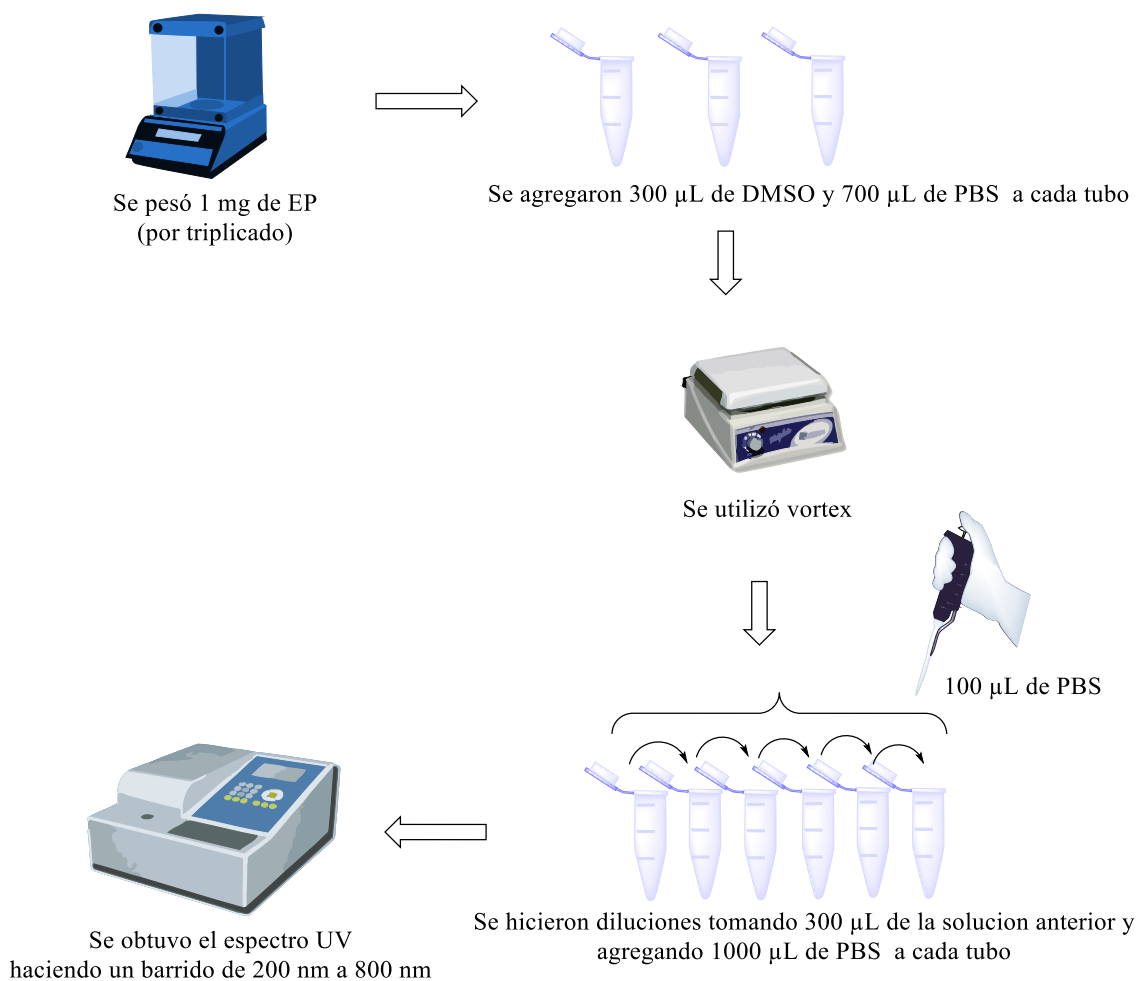 Se pesó 1 mg de EP
(por triplicado)
Se agregaron 300 µL de DMSO y 700 µL de PBS a cada tubo
Se utilizó vortex
100 µL de PBS
Se hicieron diluciones tomando 300 µL de la solucion anterior y
agregando 1000 µL de PBS a cada tubo
Se obtuvo el espectro UV
haciendo un barrido de 200 nm a 800 nm